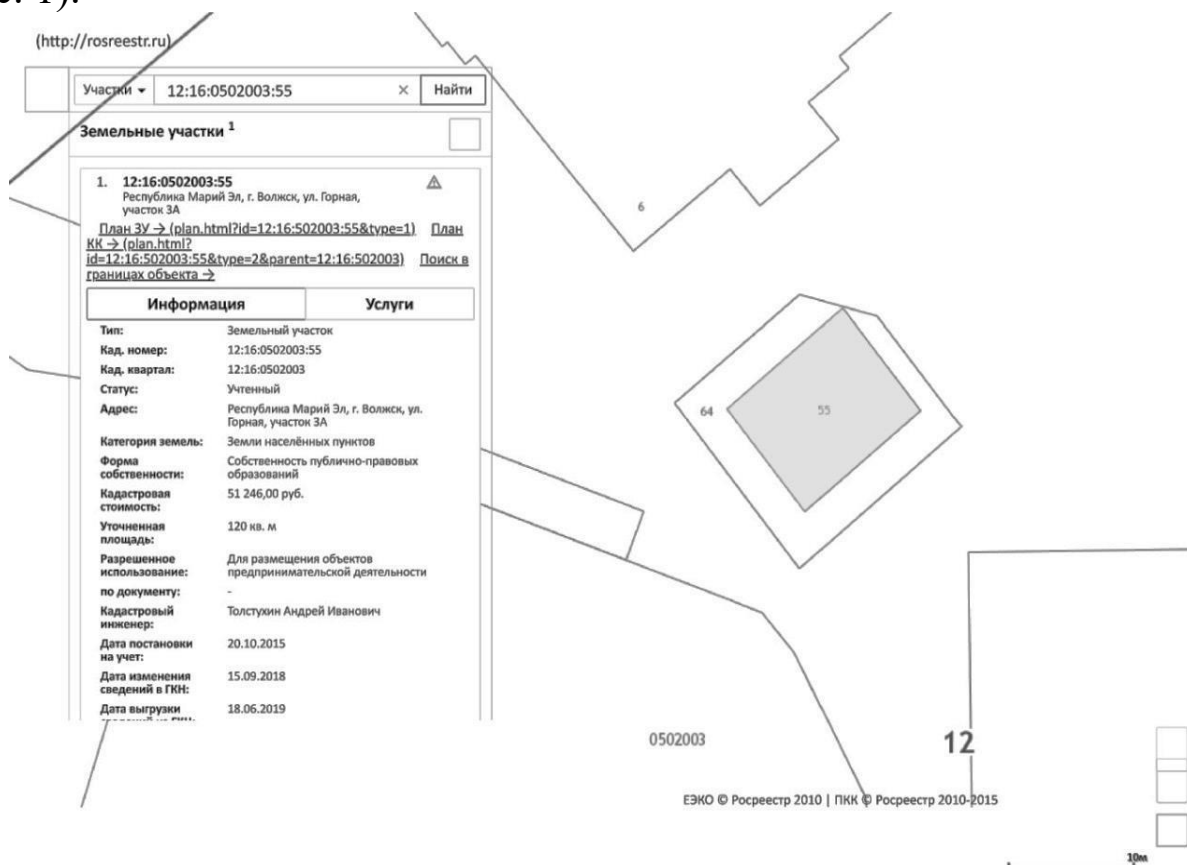 с. 1).
(http://rosreestr.ru)
Участки 12:16:0502003:55 × Найти
Земельные участки 1
1. 12:16:0502003:55
Республика Марий Эл, г. Волжск, ул. Горная,
участок 3А
План ЗУ → (plan.html?id=12:16:502003:55&type=1) План
КК → (plan.html?
id=12:16:502003:55&type=2&parent=12:16:502003) Поиск в
границах объекта →
Информация Услуги
Тип: Земельный участок
Кад. номер: 12:16:0502003:55
Кад. квартал: 12:16:0502003
Статус: Учтенный
Адрес: Республика Марий Эл, г. Волжск, ул.
Горная, участок 3А
Категория земель: Земли населённых пунктов
Форма собственности: Собственность публично-правовых
образований
Кадастровая стоимость: 51 246,00 руб.
Уточненная площадь: 120 кв. м
Разрешенное использование: Для размещения объектов
предпринимательской деятельности
по документу: -
Кадастровый инженер: Толстухин Андрей Иванович
Дата постановки на учет: 20.10.2015
Дата изменения сведений в ГКН: 15.09.2018
Дата выгрузки 18.06.2019
6
64
55
0502003
12
ЕЭКО © Росреестр 2010 | ПКК © Росреестр 2010-2015
10м